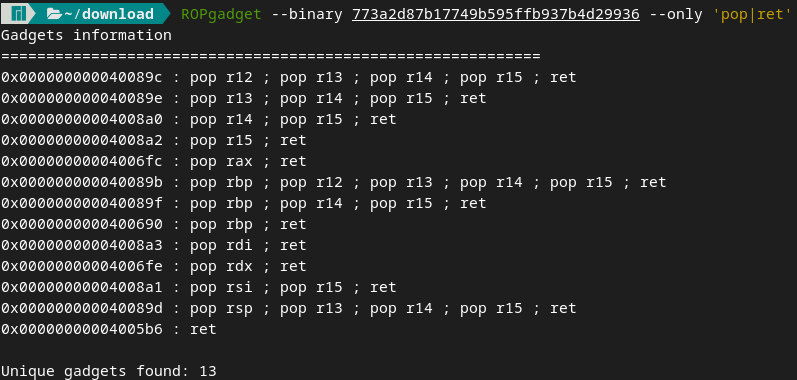 ~/download ROPgadget --binary 773a2d87b17749b595ffb937b4d29936 --only 'pop|ret'
Gadgets information
============================================================
0x000000000040089c : pop r12 ; pop r13 ; pop r14 ; pop r15 ; ret
0x000000000040089e : pop r13 ; pop r14 ; pop r15 ; ret
0x00000000004008a0 : pop r14 ; pop r15 ; ret
0x00000000004008a2 : pop r15 ; ret
0x00000000004006fc : pop rax ; ret
0x000000000040089b : pop rbp ; pop r12 ; pop r13 ; pop r14 ; pop r15 ; ret
0x000000000040089f : pop rbp ; pop r14 ; pop r15 ; ret
0x0000000000400690 : pop rbp ; ret
0x00000000004008a3 : pop rdi ; ret
0x00000000004006fe : pop rdx ; ret
0x00000000004008a1 : pop rsi ; pop r15 ; ret
0x000000000040089d : pop rsp ; pop r13 ; pop r14 ; pop r15 ; ret
0x00000000004005b6 : ret
Unique gadgets found: 13